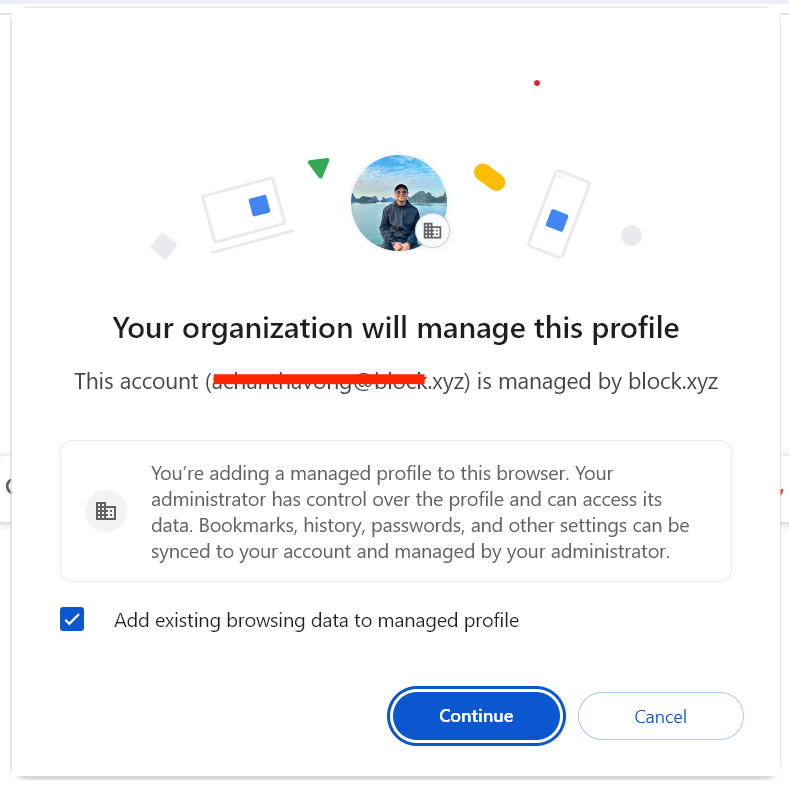 Your organization will manage this profile
This account (.xyz) is managed by block.xyz
You’re adding a managed profile to this browser. Your
administrator has control over the profile and can access its
data. Bookmarks, history, passwords, and other settings can be
synced to your account and managed by your administrator.
Add existing browsing data to managed profile
Continue
Cancel